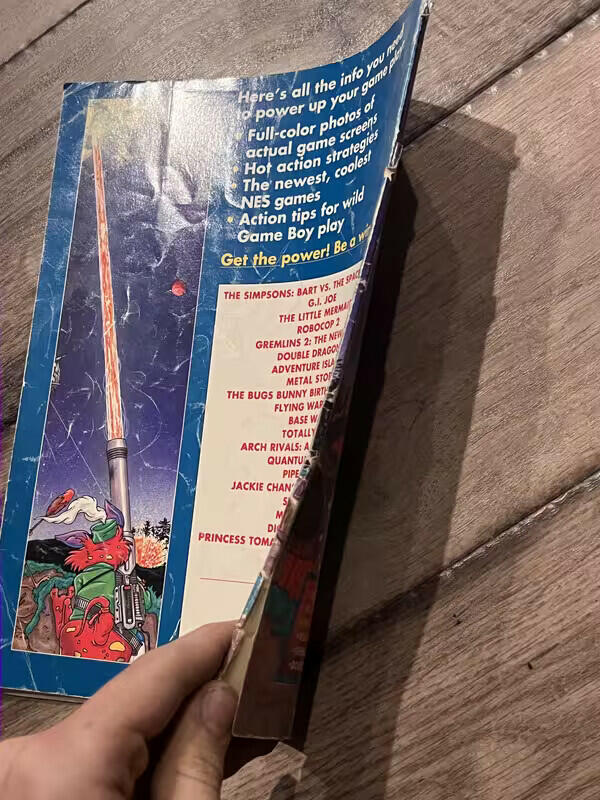 Here's all the info you need
to power up your game play
• Full-color photos of
actual game screens
• Hot action strategies
• The newest, coolest
NES games
• Action tips for wild
Game Boy play
Get the power! Be a
THE SIMPSONS: BART VS. THE SPACE
G.I. JOE
THE LITTLE MERMAI
ROBOCOP 2
GREMLINS 2: THE NEW
DOUBLE DRAGO
ADVENTURE ISLA
METAL STO
THE BUGS BUNNY BIRTH
FLYING WAR
BASE W
TOTALLY
ARCH RIVALS: A
QUANTU
PIPE
JACKIE CHAN
S
M
DI
PRINCESS TOMA